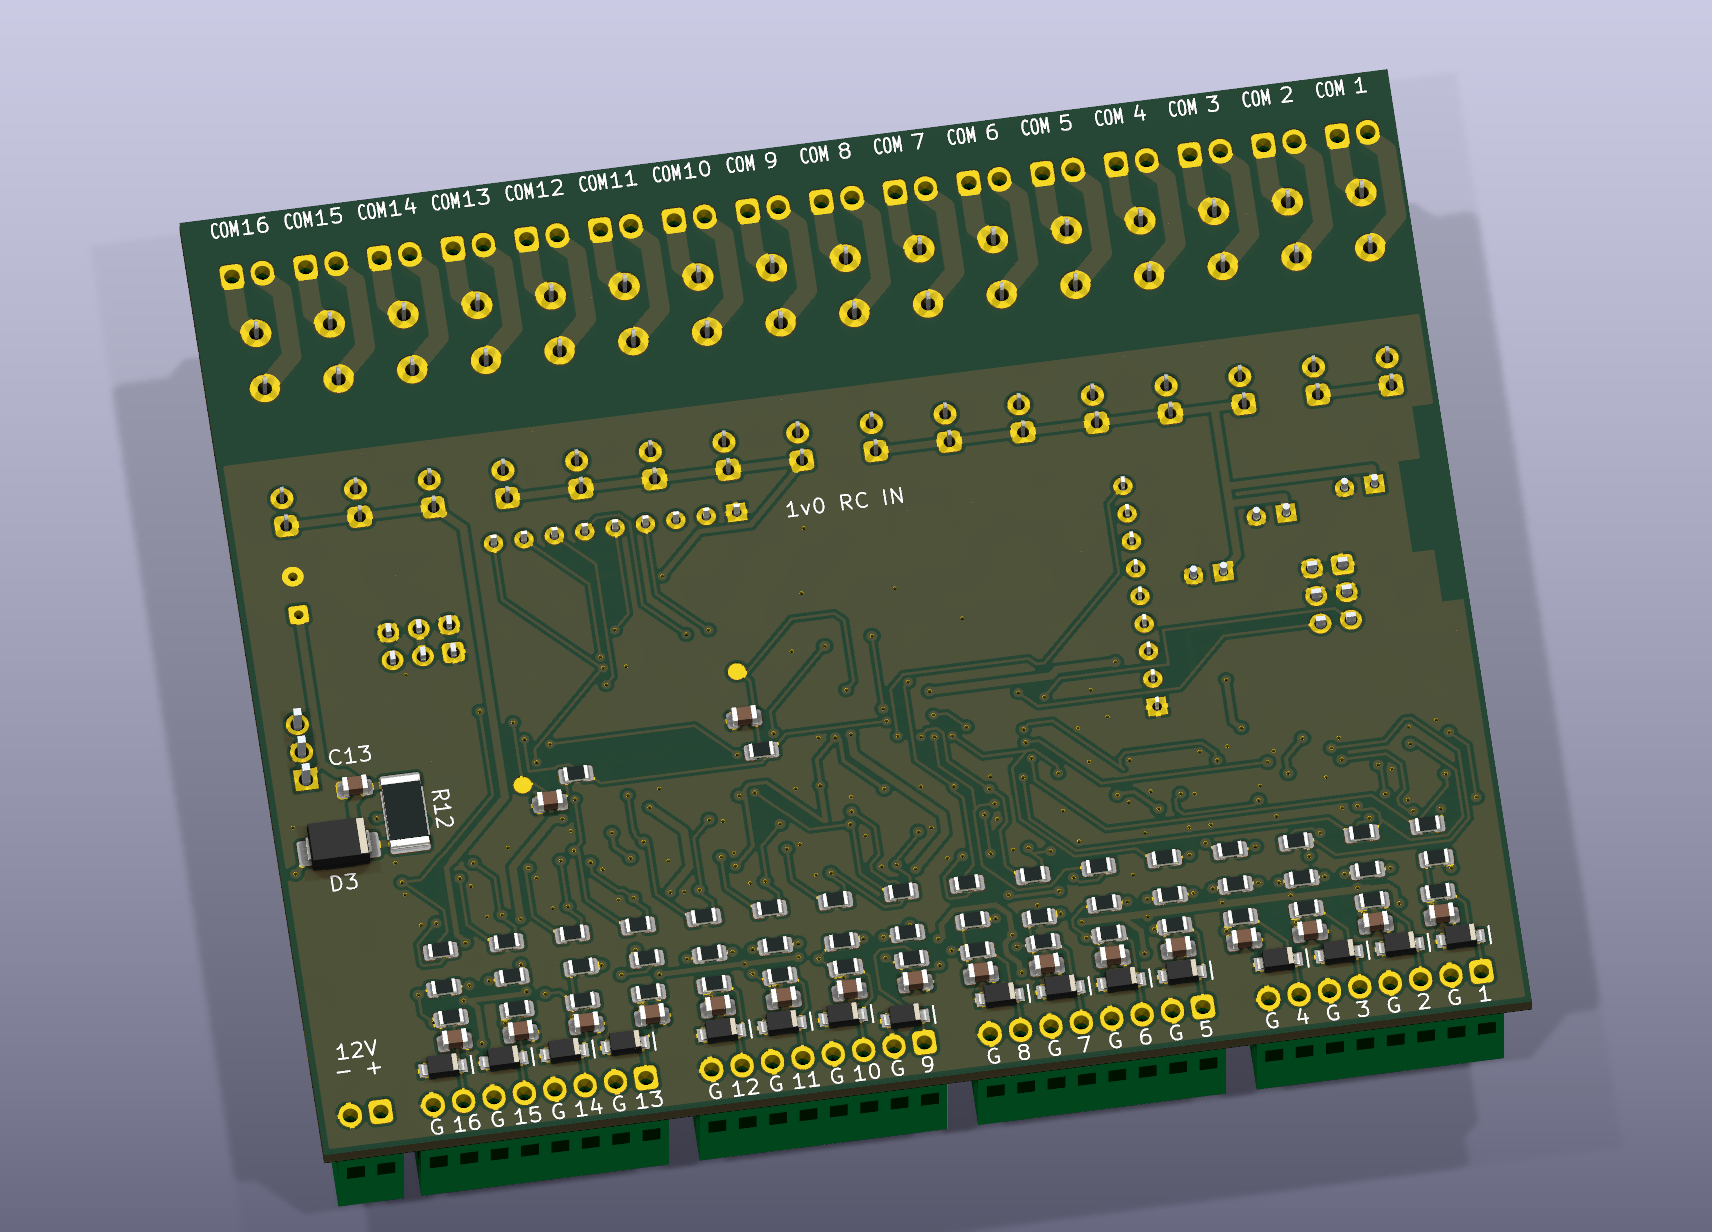 COM16 COM15 COM14 COM13 COM12 COM11 COM10 COM 9 COM 8 COM 7 COM 6 COM 5 COM 4 COM 3 COM 2 COM 1
1v0 RC IN
C13
R12
D3
12V
- +
G 16 G 15 G 14 G 13
G 12 G 11 G 10 G 9
G 8 G 7 G 6 G 5
G 4 G 3 G 2 G 1